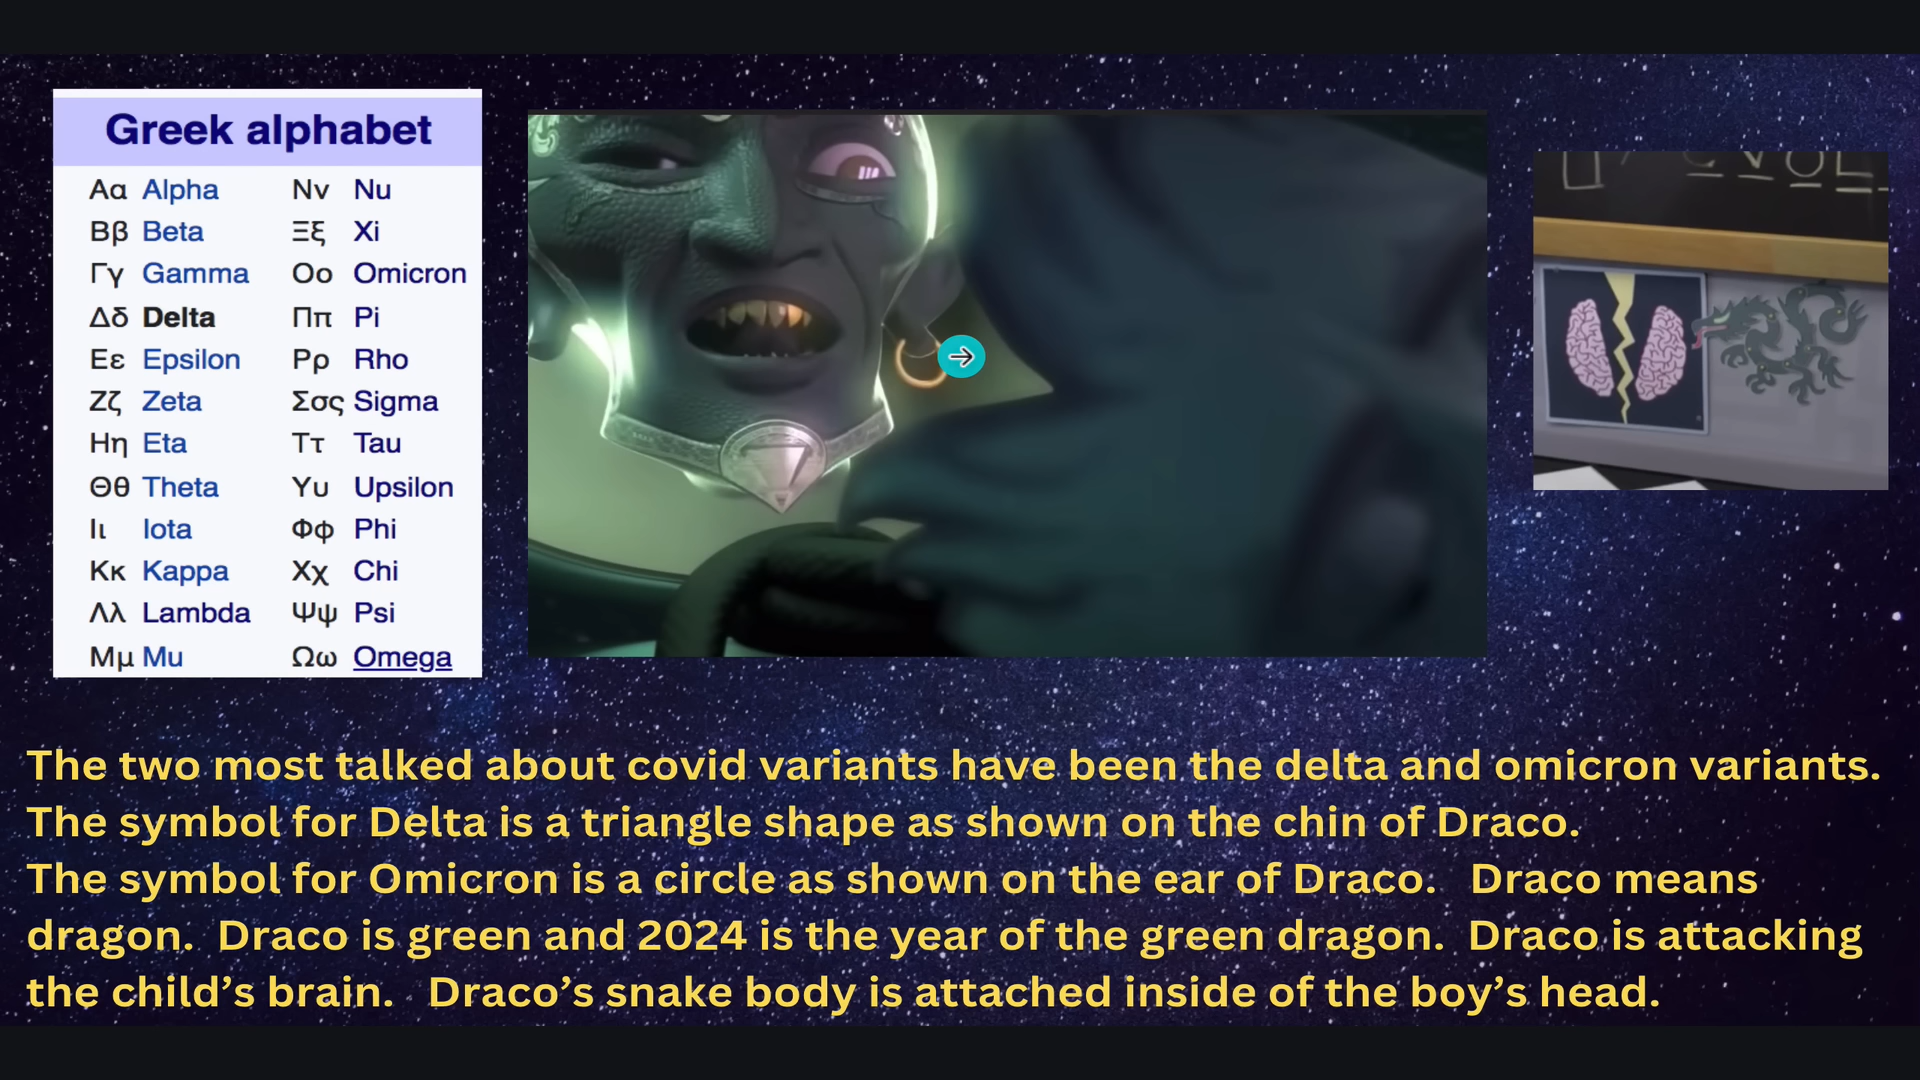 Greek alphabet
Αα Alpha Νν Nu
Ββ Beta Ξξ Xi
Γγ Gamma Οο Omicron
Δδ Delta Ππ Pi
Εε Epsilon Ρρ Rho
Ζζ Zeta Σσς Sigma
Ηη Eta Ττ Tau
Θθ Theta Υυ Upsilon
Ιι Iota Φφ Phi
Κκ Kappa Χχ Chi
Λλ Lambda Ψψ Psi
Μμ Mu Ωω Omega
The two most talked about covid variants have been the delta and omicron variants.
The symbol for Delta is a triangle shape as shown on the chin of Draco.
The symbol for Omicron is a circle as shown on the ear of Draco. Draco means
dragon. Draco is green and 2024 is the year of the green dragon. Draco is attacking
the child’s brain. Draco’s snake body is attached inside of the boy’s head.